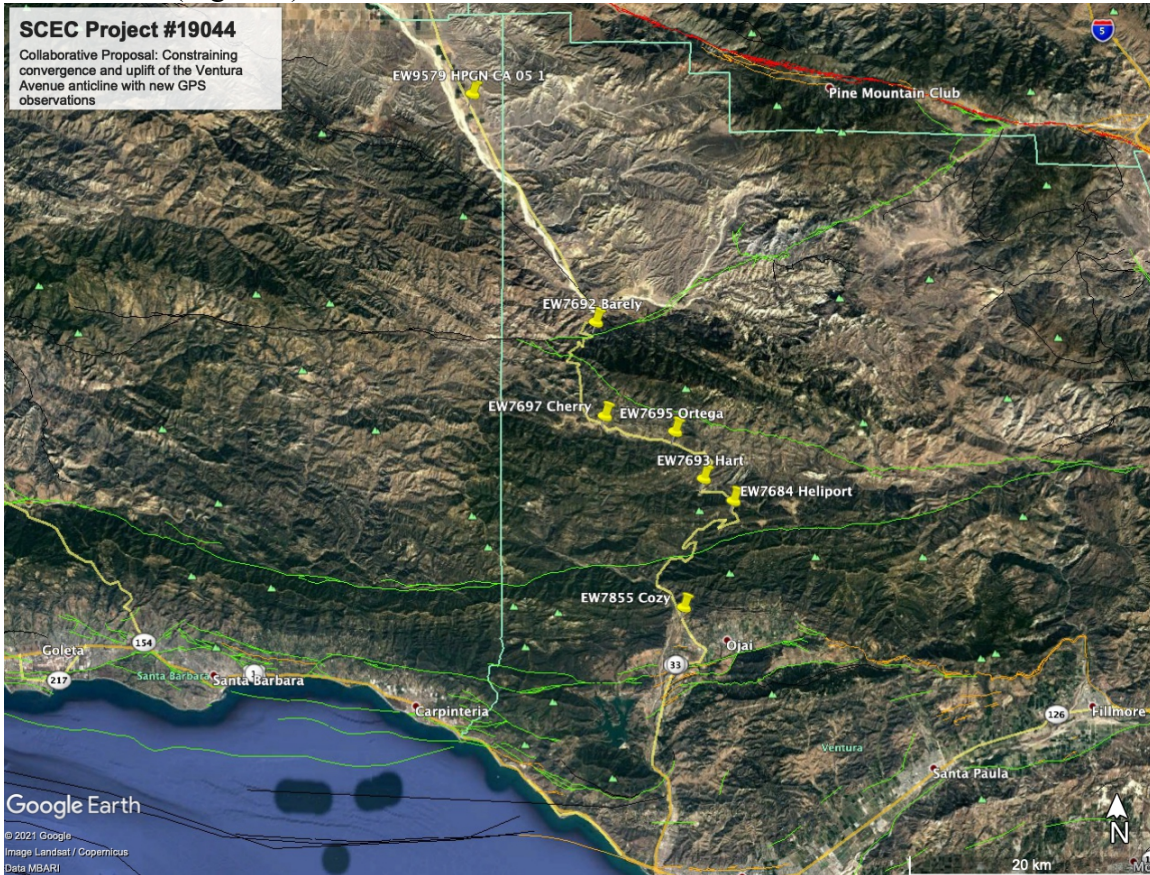 SCEC Project #19044
Collaborative Proposal: Constraining
convergence and uplift of the Ventura
Avenue anticline with new GPS
observations
5
EW9579 HPGN CA 05 1
Pine Mountain Club
EW7692 Barely
EW7697 Cherry
EW7695 Ortega
EW7693 Hart
EW7684 Heliport
EW7855 Cozy
Goleta
154
Ojai
33
217
Santa Barbara
1
Santa Barbara
Carpinteria
126
Fillmore
Ventura
Santa Paula
Google Earth
N
© 2021 Google
Image Landsat / Copernicus
Data MBARI
20 km